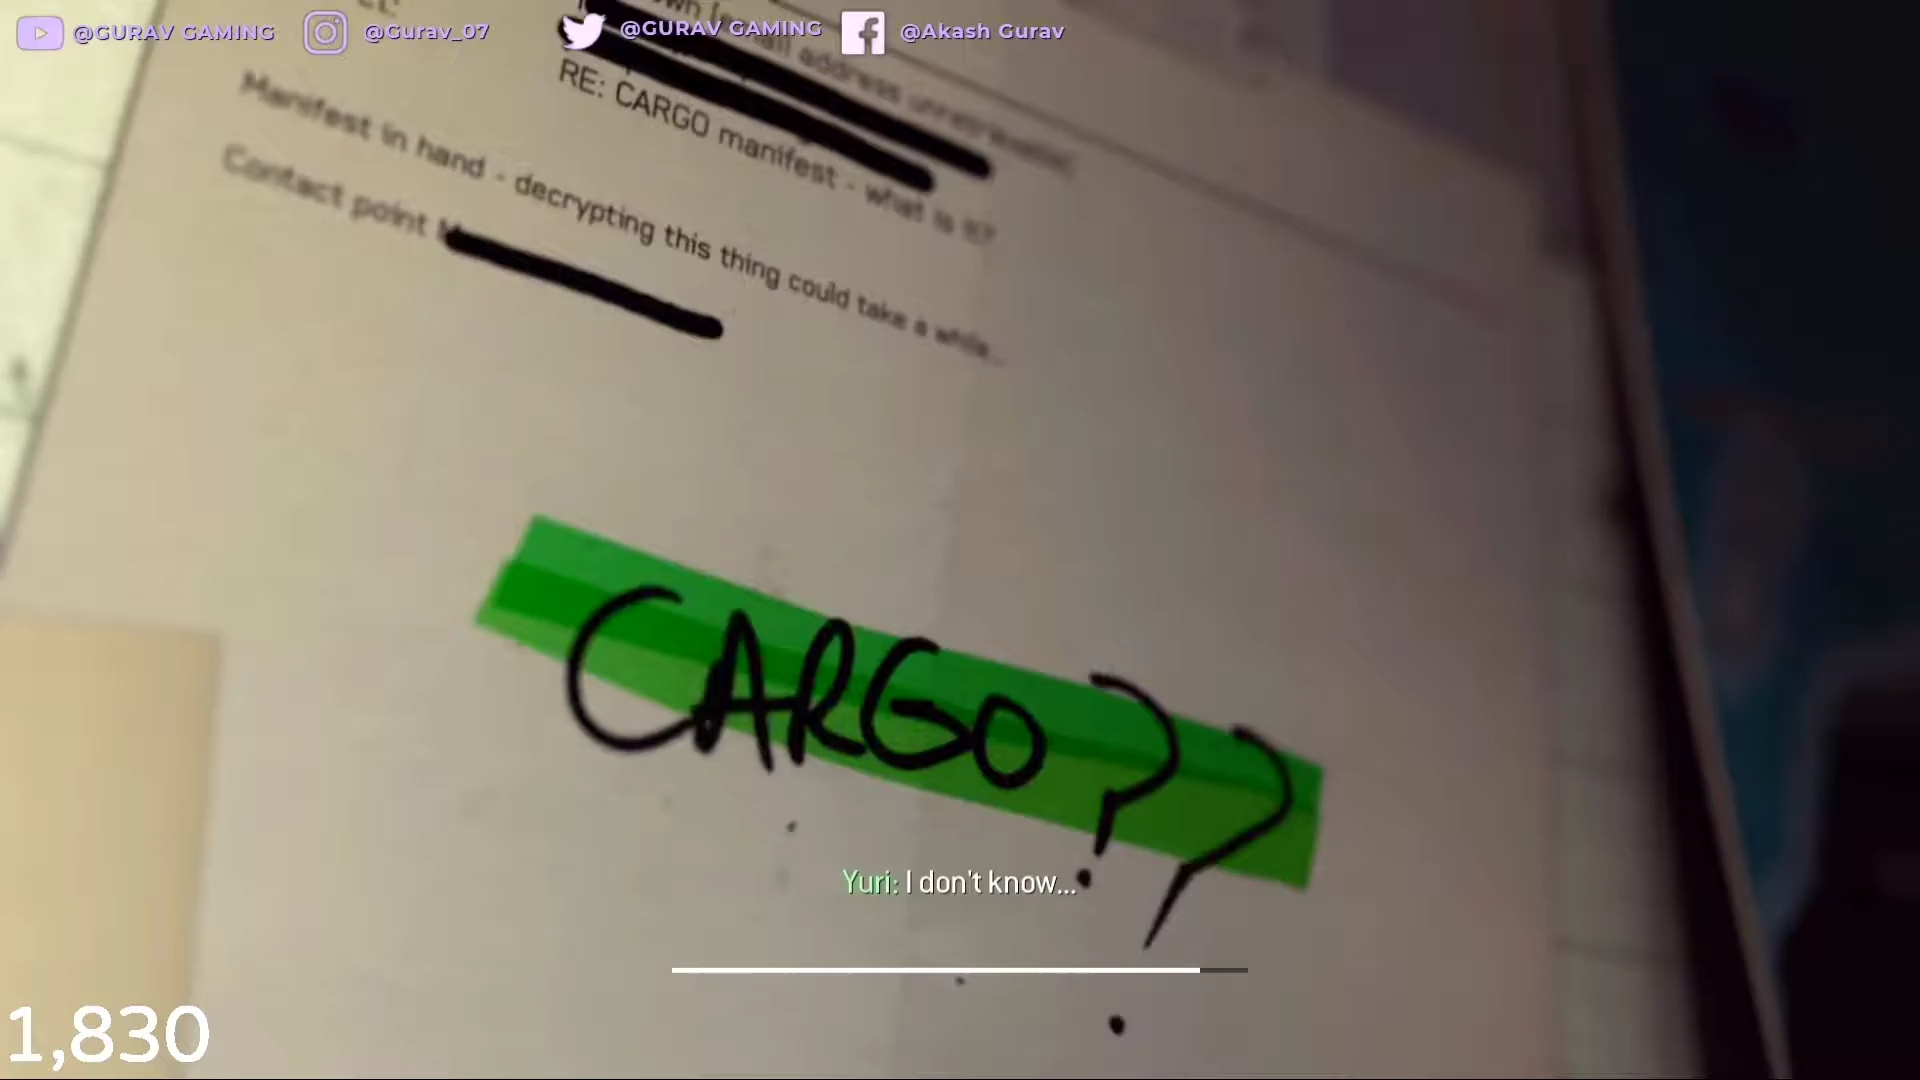 @GURAV GAMING @Gurav_07 @GURAV GAMING @Akash Gurav
address
RE: CARGO manifest - what is it?
Manifest in hand - decrypting this thing could take a while...
Contact point
CARGO??
Yuri: I don't know...
1,830